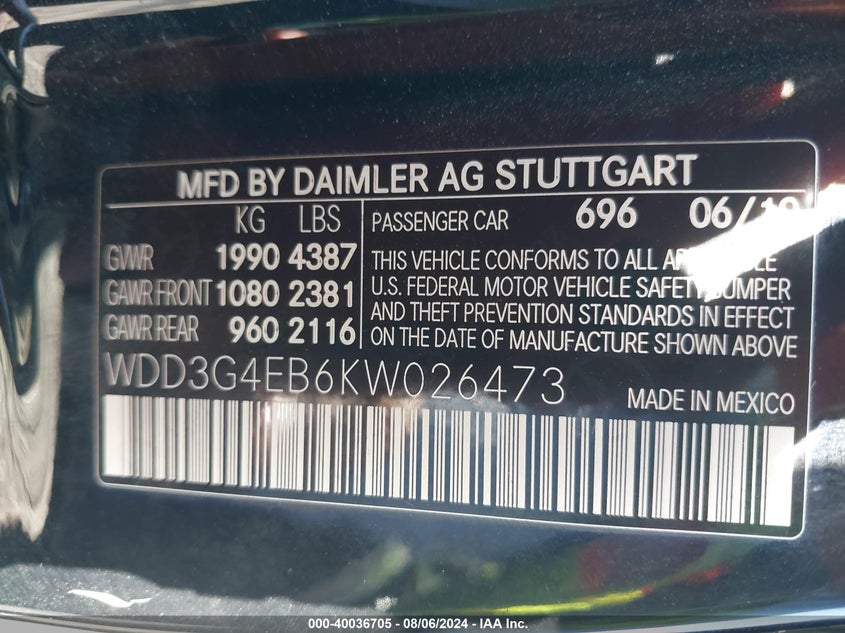 MFD BY DAIMLER AG STUTTGART
KG LBS
GVWR 1990 4387
GAWR FRONT 1080 2381
GAWR REAR 960 2116
PASSENGER CAR 696
THIS VEHICLE CONFORMS TO ALL APPLICABLE
U.S. FEDERAL MOTOR VEHICLE SAFETY, BUMPER
AND THEFT PREVENTION STANDARDS IN EFFECT
ON THE DATE OF MANUFACTURE SHOWN ABOVE.
WDD3G4EB6KW026473
MADE IN MEXICO
000-40036705 - 08/06/2024 - IAA Inc.